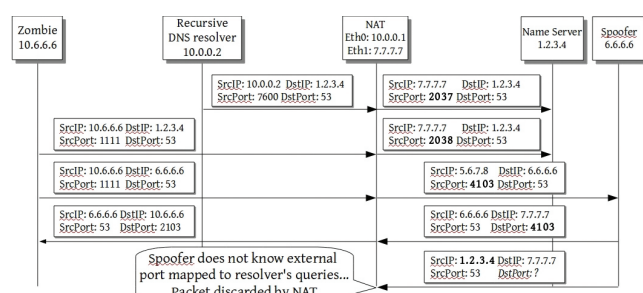 Zombie
10.6.6.6
Recursive
DNS resolver
10.0.0.2
NAT
Eth0: 10.0.0.1
Eth1: 7.7.7.7
Name Server
1.2.3.4
Spoofer
6.6.6.6
SrcIP: 10.0.0.2 DstIP: 1.2.3.4
SrcPort: 7600 DstPort: 53
SrcIP: 7.7.7.7 DstIP: 1.2.3.4
SrcPort: 2037 DstPort: 53
SrcIP: 10.6.6.6 DstIP: 1.2.3.4
SrcPort: 1111 DstPort: 53
SrcIP: 7.7.7.7 DstIP: 1.2.3.4
SrcPort: 2038 DstPort: 53
SrcIP: 10.6.6.6 DstIP: 6.6.6.6
SrcPort: 1111 DstPort: 53
SrcIP: 5.6.7.8 DstIP: 6.6.6.6
SrcPort: 4103 DstPort: 53
SrcIP: 6.6.6.6 DstIP: 10.6.6.6
SrcPort: 53 DstPort: 2103
SrcIP: 6.6.6.6 DstIP: 7.7.7.7
SrcPort: 53 DstPort: 4103
Spoofer does not know external
port mapped to resolver's queries...
Packet discarded by NAT
SrcIP: 1.2.3.4 DstIP: 7.7.7.7
SrcPort: 53 DstPort: ?